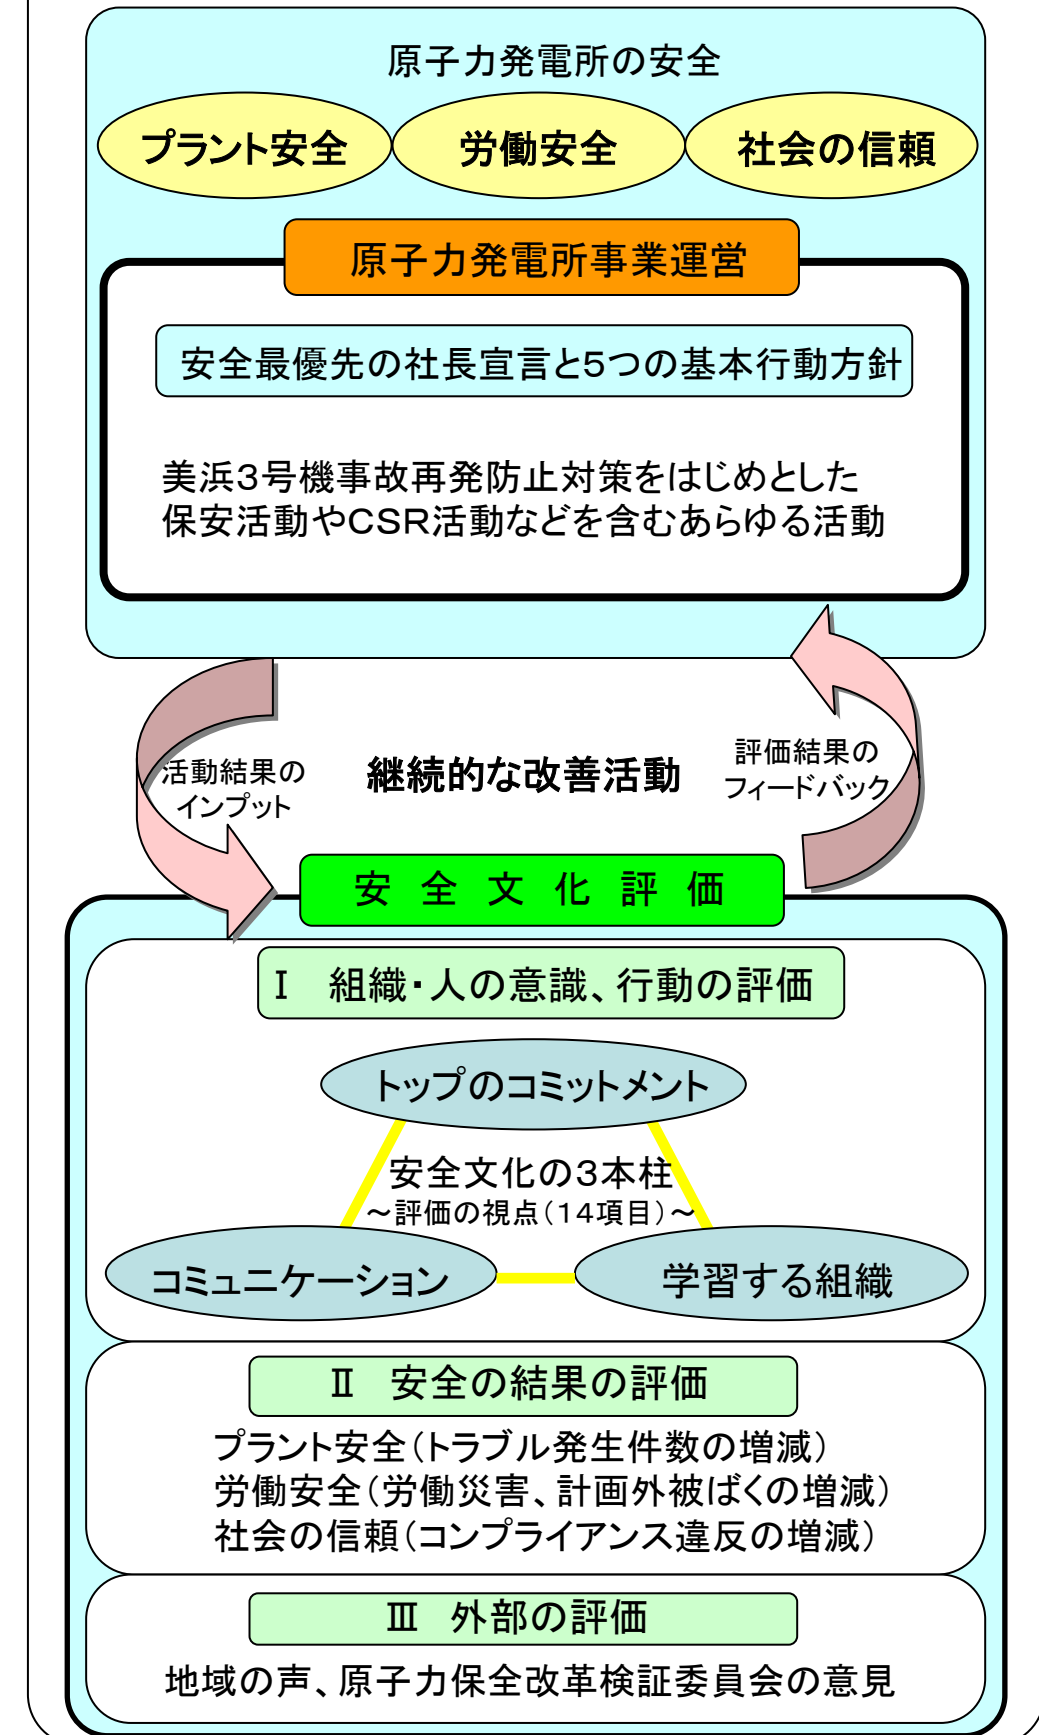 原子力発電所の安全
プラント安全
労働安全
社会の信頼
原子力発電所事業運営
安全最優先の社長宣言と5つの基本行動方針
美浜3号機事故再発防止対策をはじめとした
保安活動やCSR活動などを含むあらゆる活動
活動結果の
インプット
継続的な改善活動
評価結果の
フィードバック
安 全 文 化 評 価
Ⅰ 組織・人の意識、行動の評価
トップのコミットメント
安全文化の3本柱
～評価の視点(14項目)～
コミュニケーション
学習する組織
Ⅱ 安全の結果の評価
プラント安全(トラブル発生件数の増減)
労働安全(労働災害、計画外被ばくの増減)
社会の信頼(コンプライアンス違反の増減)
Ⅲ 外部の評価
地域の声、原子力保全改革検証委員会の意見